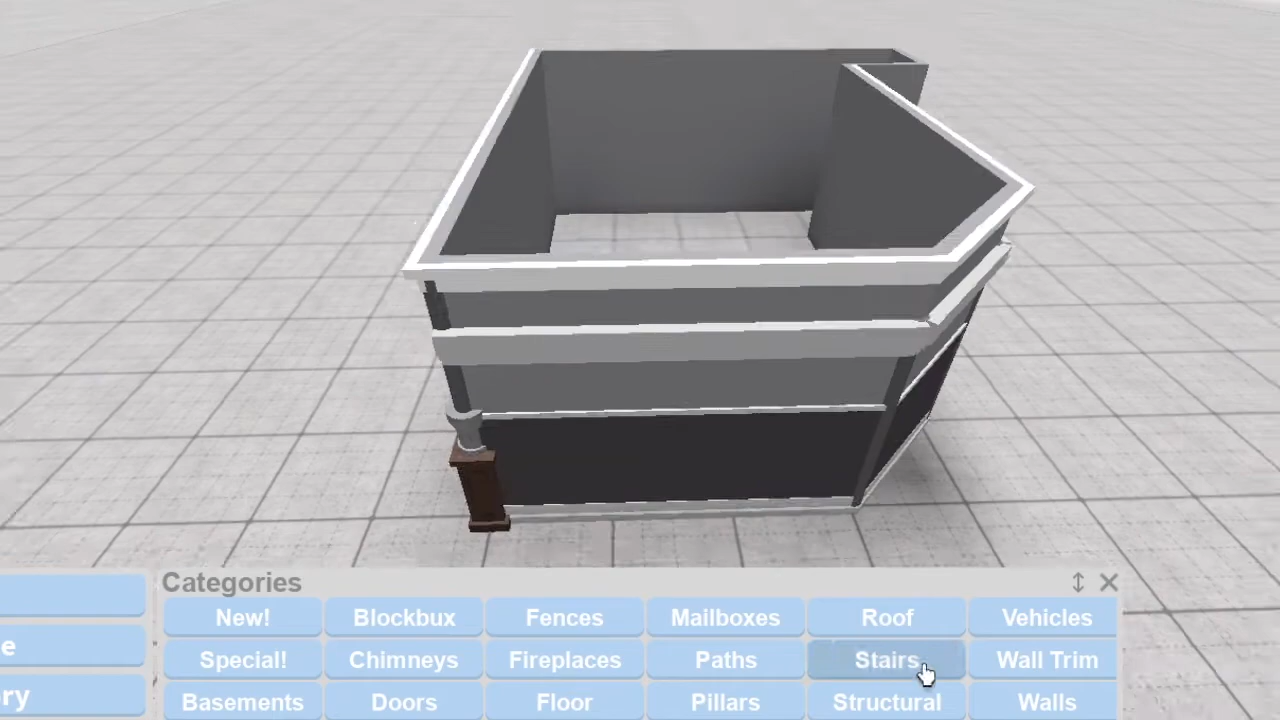 Categories
New! Blockbux Fences Mailboxes Roof Vehicles
e Special! Chimneys Fireplaces Paths Stairs Wall Trim
ry Basements Doors Floor Pillars Structural Walls